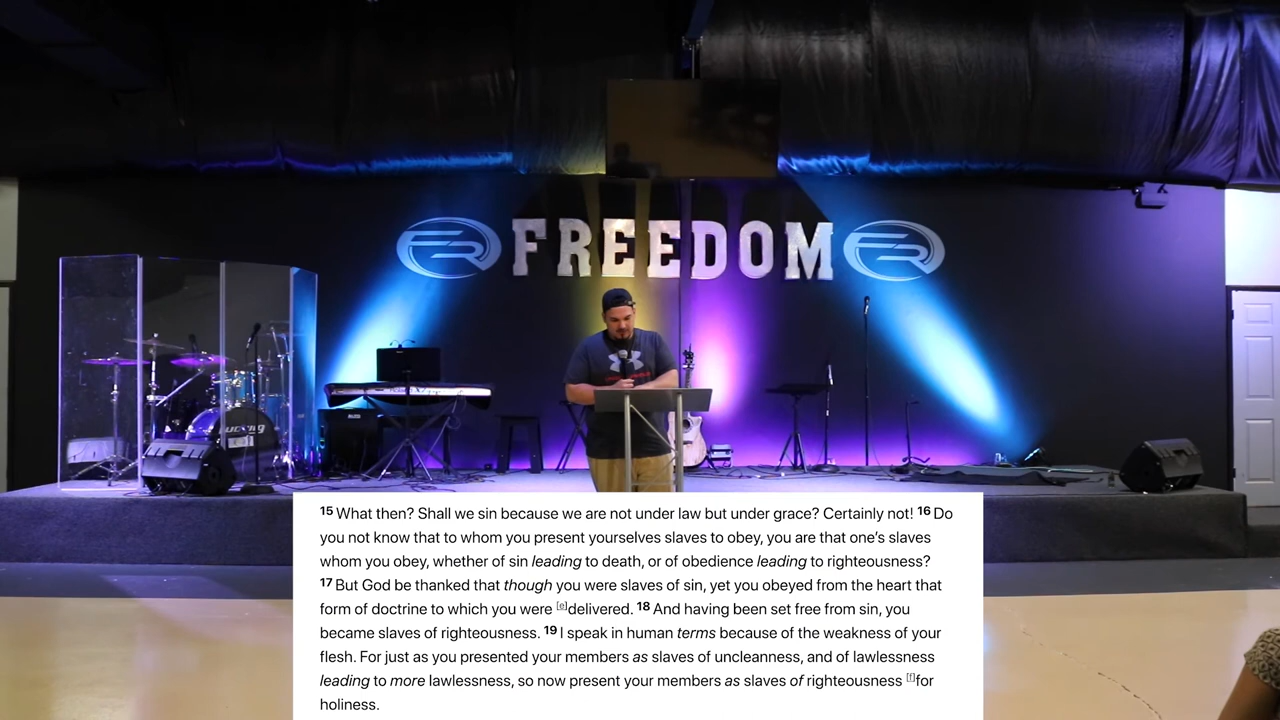 FREEDOM
FR
FR
15 What then? Shall we sin because we are not under law but under grace? Certainly not! 16 Do
you not know that to whom you present yourselves slaves to obey, you are that one's slaves
whom you obey, whether of sin leading to death, or of obedience leading to righteousness?
17 But God be thanked that though you were slaves of sin, yet you obeyed from the heart that
form of doctrine to which you were [e]delivered. 18 And having been set free from sin, you
became slaves of righteousness. 19 I speak in human terms because of the weakness of your
flesh. For just as you presented your members as slaves of uncleanness, and of lawlessness
leading to more lawlessness, so now present your members as slaves of righteousness [f]for
holiness.